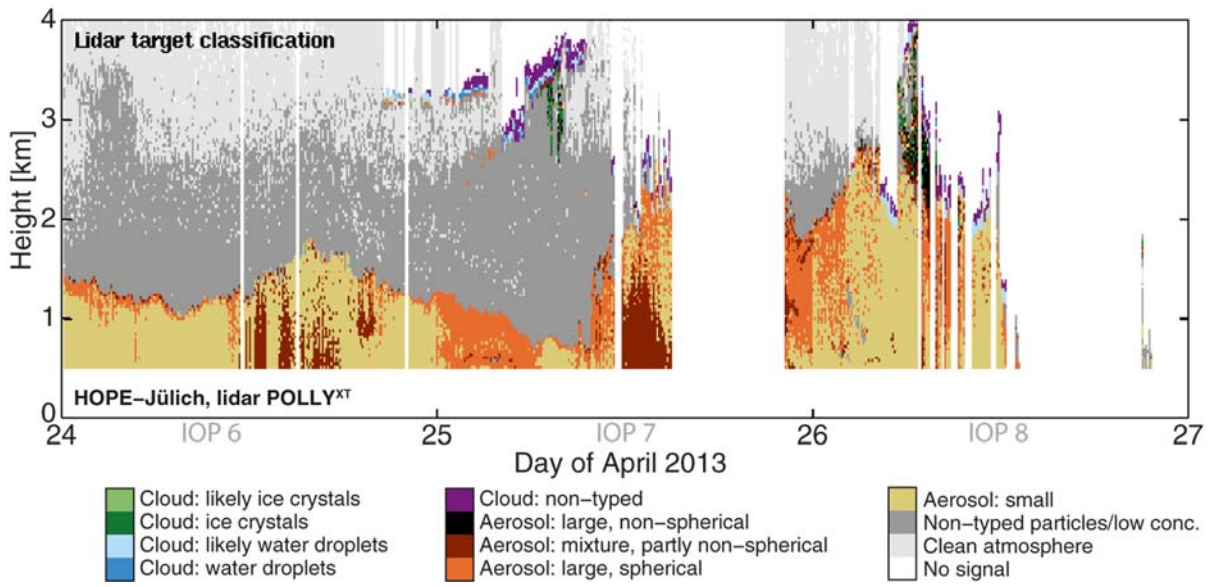 4
Lidar target classification
3
Height [km]
2
1
HOPE–Jülich, lidar POLLYXT
0
24 IOP 6 25 IOP 7 26 IOP 8 27
Day of April 2013
Cloud: likely ice crystals
Cloud: ice crystals
Cloud: likely water droplets
Cloud: water droplets
Cloud: non-typed
Aerosol: large, non-spherical
Aerosol: mixture, partly non-spherical
Aerosol: large, spherical
Aerosol: small
Non-typed particles/low conc.
Clean atmosphere
No signal